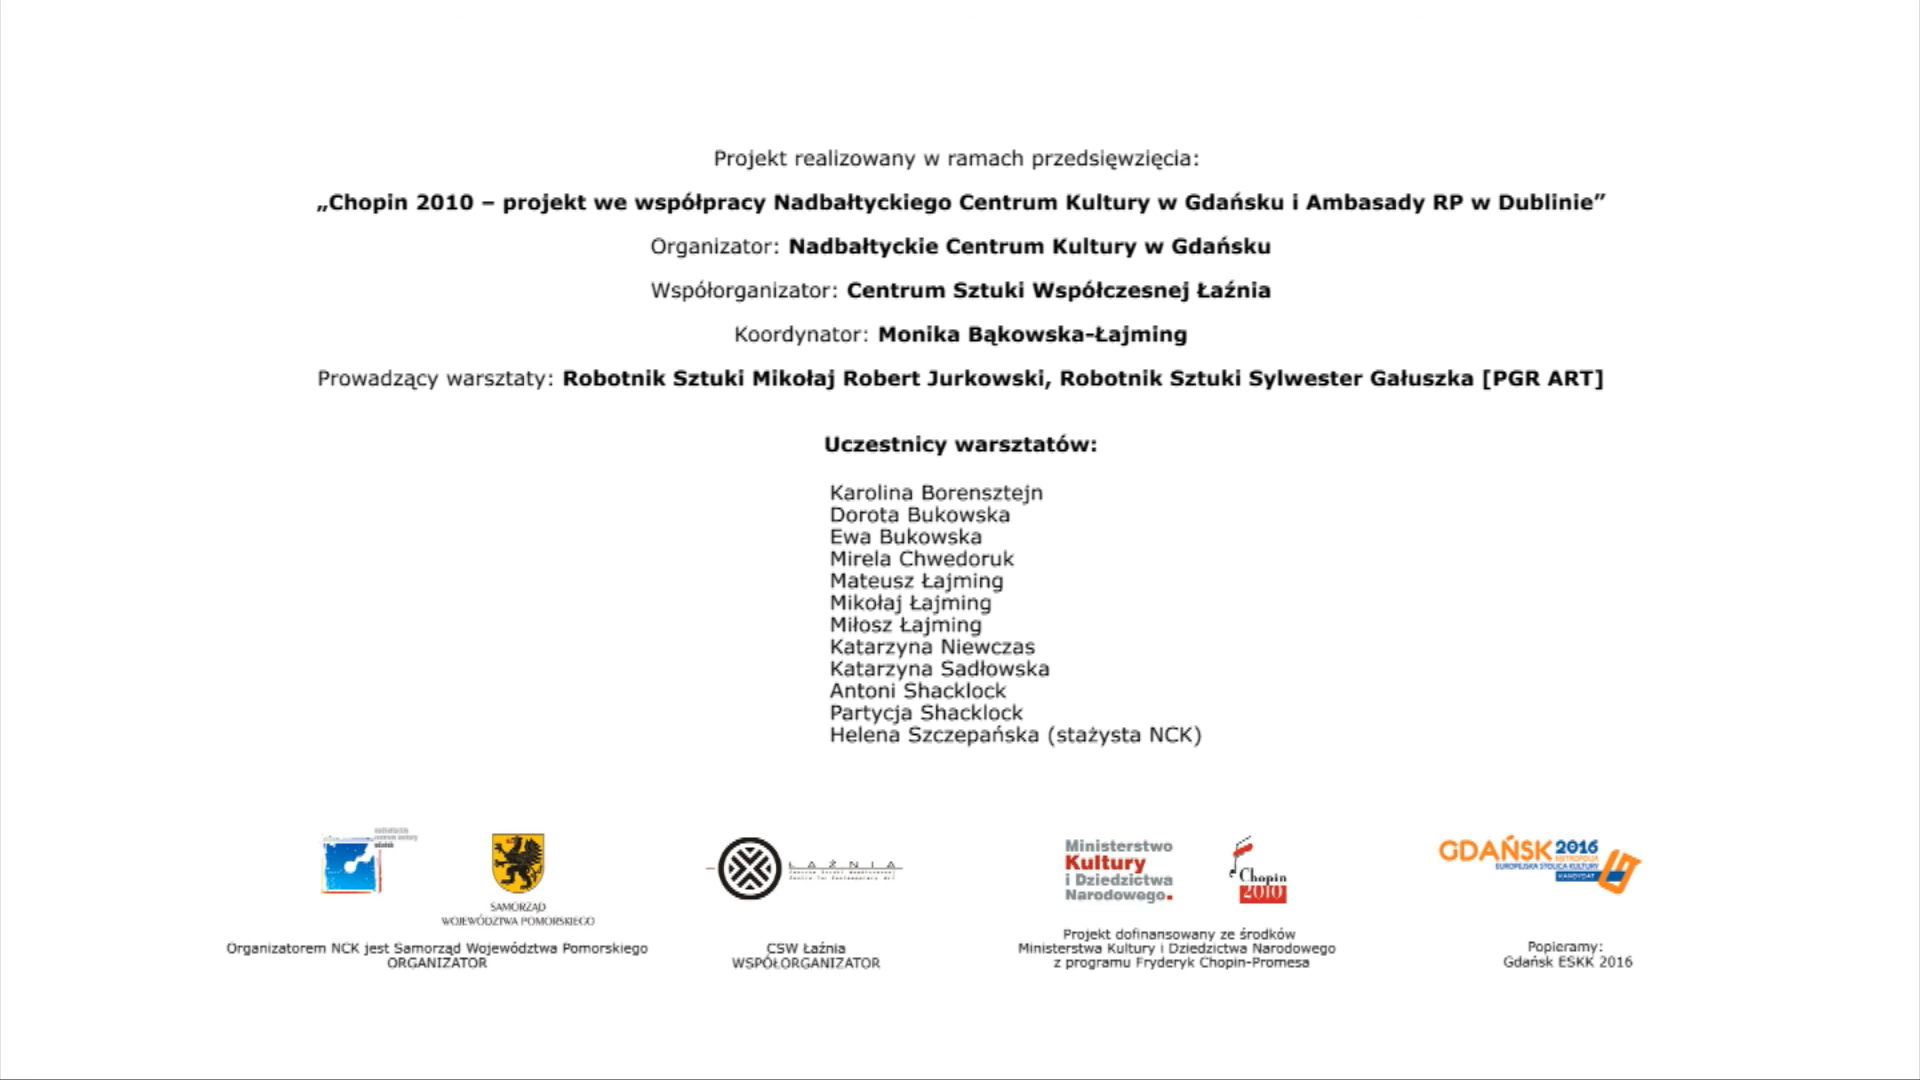 Projekt realizowany w ramach przedsięwzięcia:
„Chopin 2010 – projekt we współpracy Nadbałtyckiego Centrum Kultury w Gdańsku i Ambasady RP w Dublinie”
Organizator: Nadbałtyckie Centrum Kultury w Gdańsku
Współorganizator: Centrum Sztuki Współczesnej Łaźnia
Koordynator: Monika Bąkowska-Łajming
Prowadzący warsztaty: Robotnik Sztuki Mikołaj Robert Jurkowski, Robotnik Sztuki Sylwester Gałuszka [PGR ART]
Uczestnicy warsztatów:
Karolina Borensztejn
Dorota Bukowska
Ewa Bukowska
Mirela Chwedoruk
Mateusz Łajming
Mikołaj Łajming
Miłosz Łajming
Katarzyna Niewczas
Katarzyna Sadłowska
Antoni Shacklock
Partycja Shacklock
Helena Szczepańska (stażysta NCK)
SAMORZĄD
WOJEWÓDZTWA POMORSKIEGO
Organizatorem NCK jest Samorząd Województwa Pomorskiego
ORGANIZATOR
ŁAŹNIA
CSW Łaźnia
WSPÓŁORGANIZATOR
Ministerstwo
Kultury
i Dziedzictwa
Narodowego.
Chopin
2010
Projekt dofinansowany ze środków
Ministerstwa Kultury i Dziedzictwa Narodowego
z programu Fryderyk Chopin-Promesa
GDAŃSK 2016
METROPOLIA
EUROPEJSKA STOLICA KULTURY
KANDYDAT
Popieramy:
Gdańsk ESKK 2016